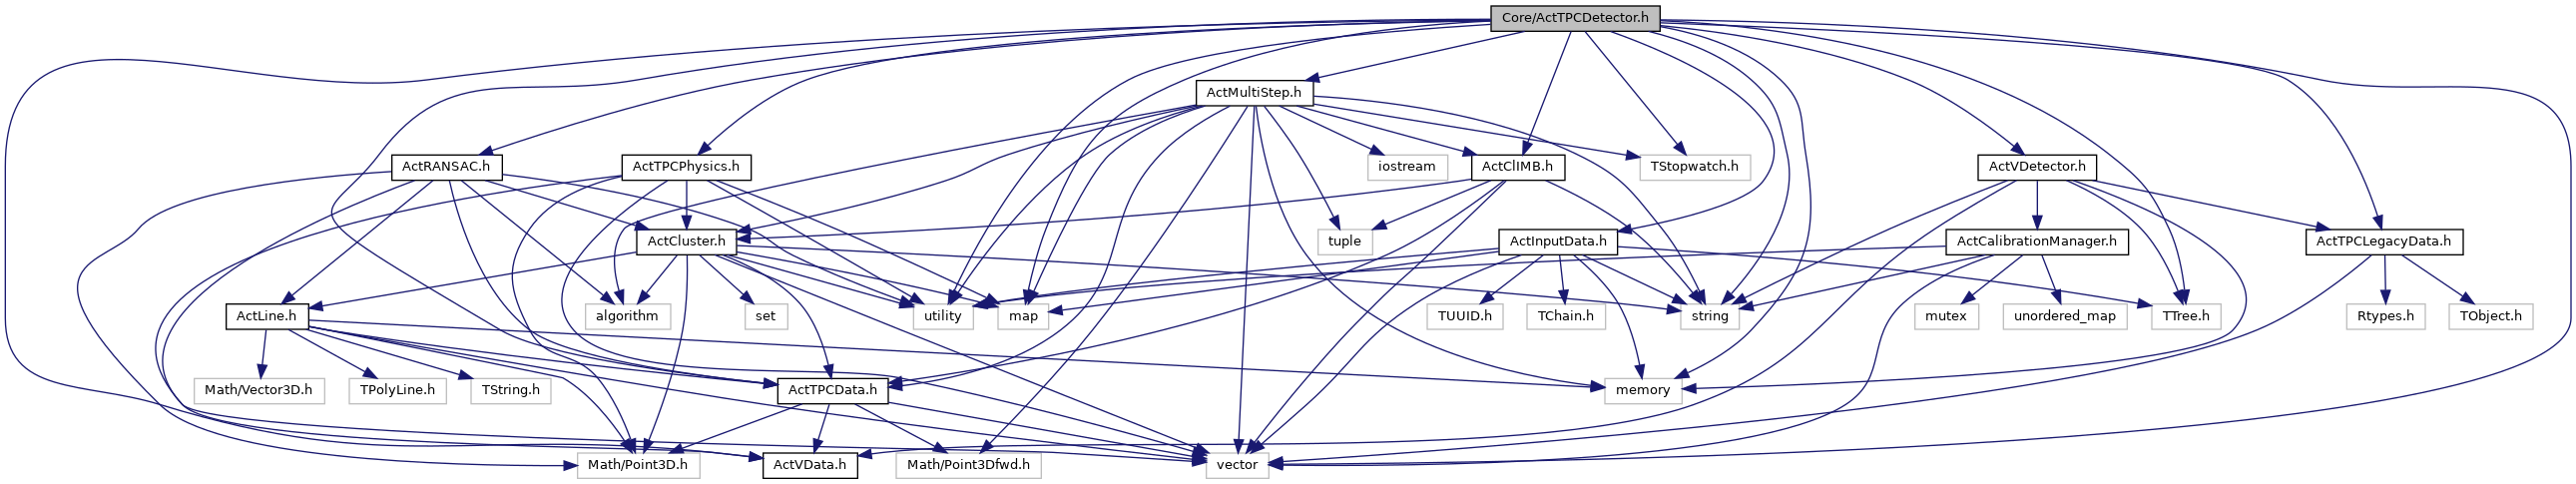 Core/ActTPCDetector.h
ActMultiStep.h
ActRANSAC.h
ActTPCPhysics.h
iostream
ActClIMB.h
TStopwatch.h
ActVDetector.h
ActCluster.h
tuple
ActInputData.h
ActCalibrationManager.h
ActTPCLegacyData.h
ActLine.h
algorithm
set
utility
map
TUUID.h
TChain.h
string
mutex
unordered_map
TTree.h
Rtypes.h
TObject.h
Math/Vector3D.h
TPolyLine.h
TString.h
ActTPCData.h
memory
Math/Point3D.h
ActVData.h
Math/Point3Dfwd.h
vector